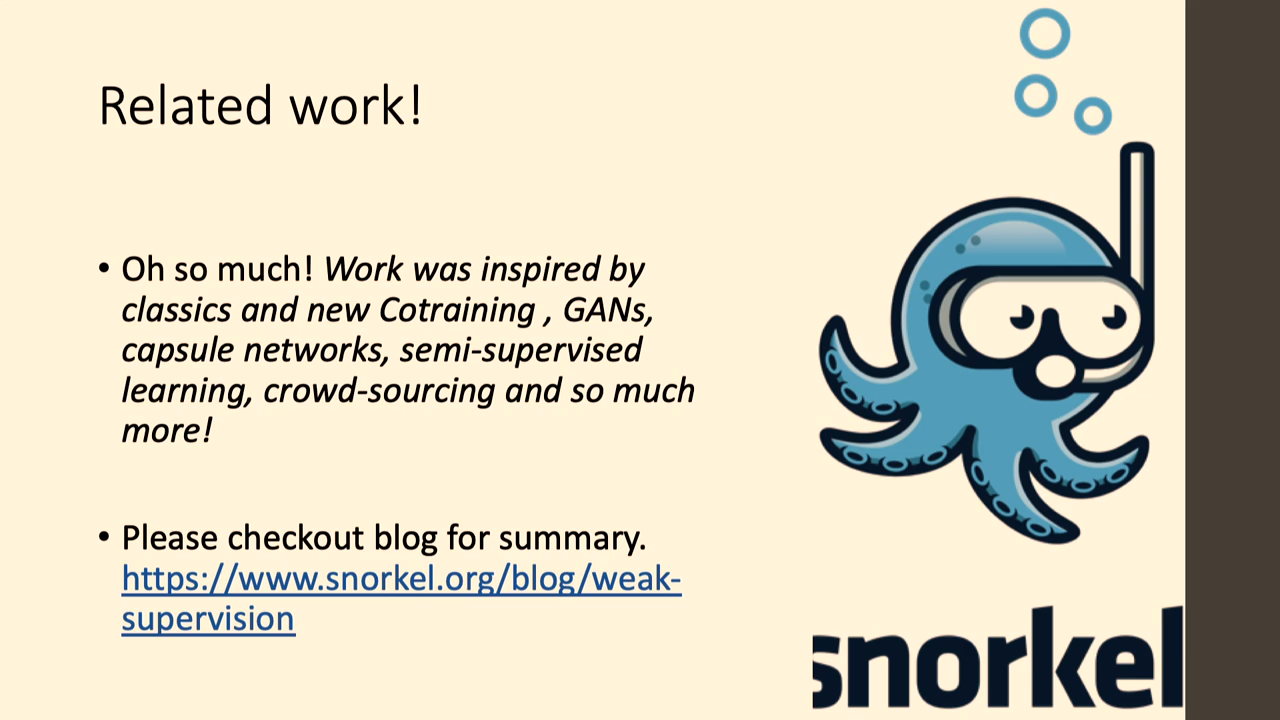 Related work!
• Oh so much! Work was inspired by
classics and new Cotraining , GANs,
capsule networks, semi-supervised
learning, crowd-sourcing and so much
more!
• Please checkout blog for summary.
https://www.snorkel.org/blog/weak-
supervision
snorkel